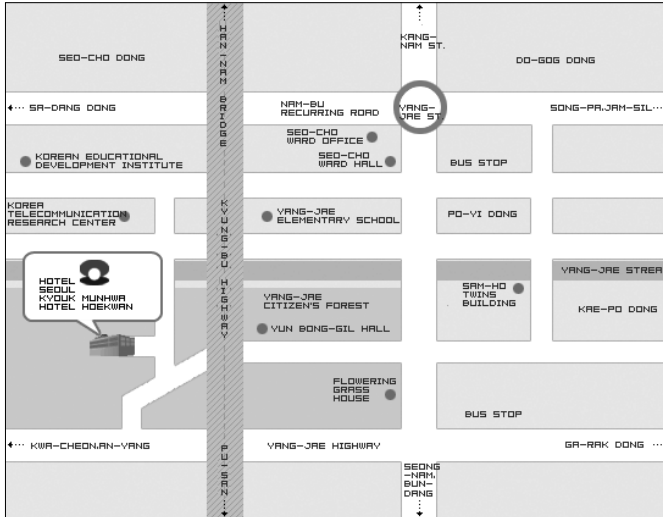 KANG-
NAM ST.
SEO-CHO DONG
DO-GOG DONG
HAN-NAM BRIDGE
SA-DANG DONG
NAM-BU
RECURRING ROAD
YANG-
JAE ST.
SONG-PA.JAM-SIL
SEO-CHO
WARD OFFICE
SEO-CHO
WARD HALL
KOREAN EDUCATIONAL
DEVELOPMENT INSTITUTE
BUS STOP
KOREA
TELECOMMUNICATION
RESEARCH CENTER
KYUNG-BU HIGHWAY
YANG-JAE
ELEMENTARY SCHOOL
PO-YI DONG
HOTEL
SEOUL
KYOUK MUNHWA
HOTEL HOEKWAN
YANG-JAE STREA
YANG-JAE
CITIZEN'S FOREST
SAM-HO
TWINS
BUILDING
KAE-PO DONG
YUN BONG-GIL HALL
FLOWERING
GRASS
HOUSE
BUS STOP
KWA-CHEON.AN-YANG
PU-SAN
YANG-JAE HIGHWAY
GA-RAK DONG
SEONG
-NAM.
BUN-
DANG